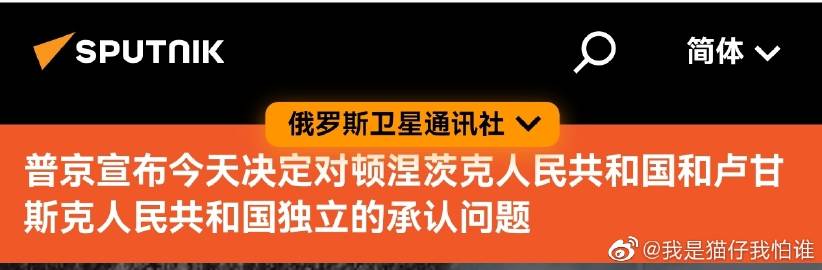 SPUTNIK
简体
俄罗斯卫星通讯社
普京宣布今天决定对顿涅茨克人民共和国和卢甘
斯克人民共和国独立的承认问题
@我是猫仔我怕谁